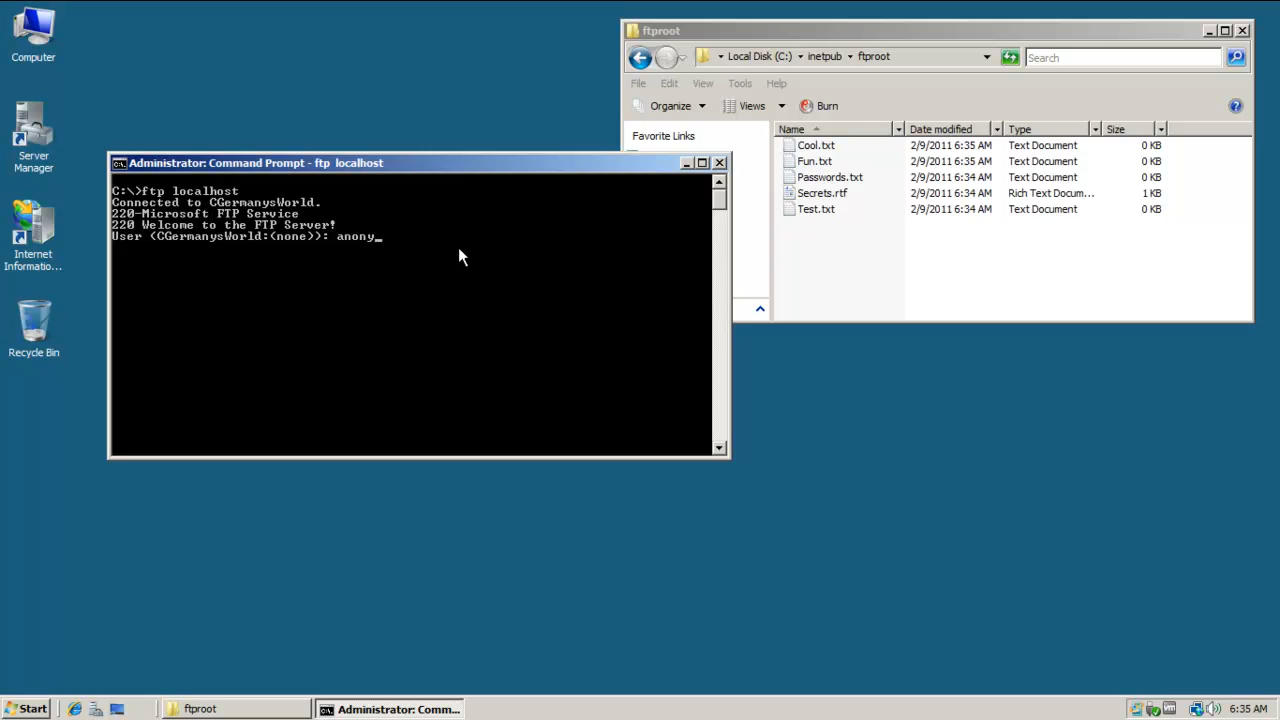 Computer
Server
Manager
Internet
Informatio...
Recycle Bin
ftproot
Local Disk (C:) inetpub ftproot
Search
File Edit View Tools Help
Organize Views Burn
Favorite Links
Name Date modified Type Size
Cool.txt 2/9/2011 6:35 AM Text Document 0 KB
Fun.txt 2/9/2011 6:35 AM Text Document 0 KB
Passwords.txt 2/9/2011 6:34 AM Text Document 0 KB
Secrets.rtf 2/9/2011 6:35 AM Rich Text Docum... 1 KB
Test.txt 2/9/2011 6:34 AM Text Document 0 KB
Administrator: Command Prompt - ftp localhost
C:\>ftp localhost
Connected to CGermanysWorld.
220-Microsoft FTP Service
220 Welcome to the FTP Server!
User (CGermanysWorld:(none)): anony_
Start
ftproot
Administrator: Comm...
6:35 AM